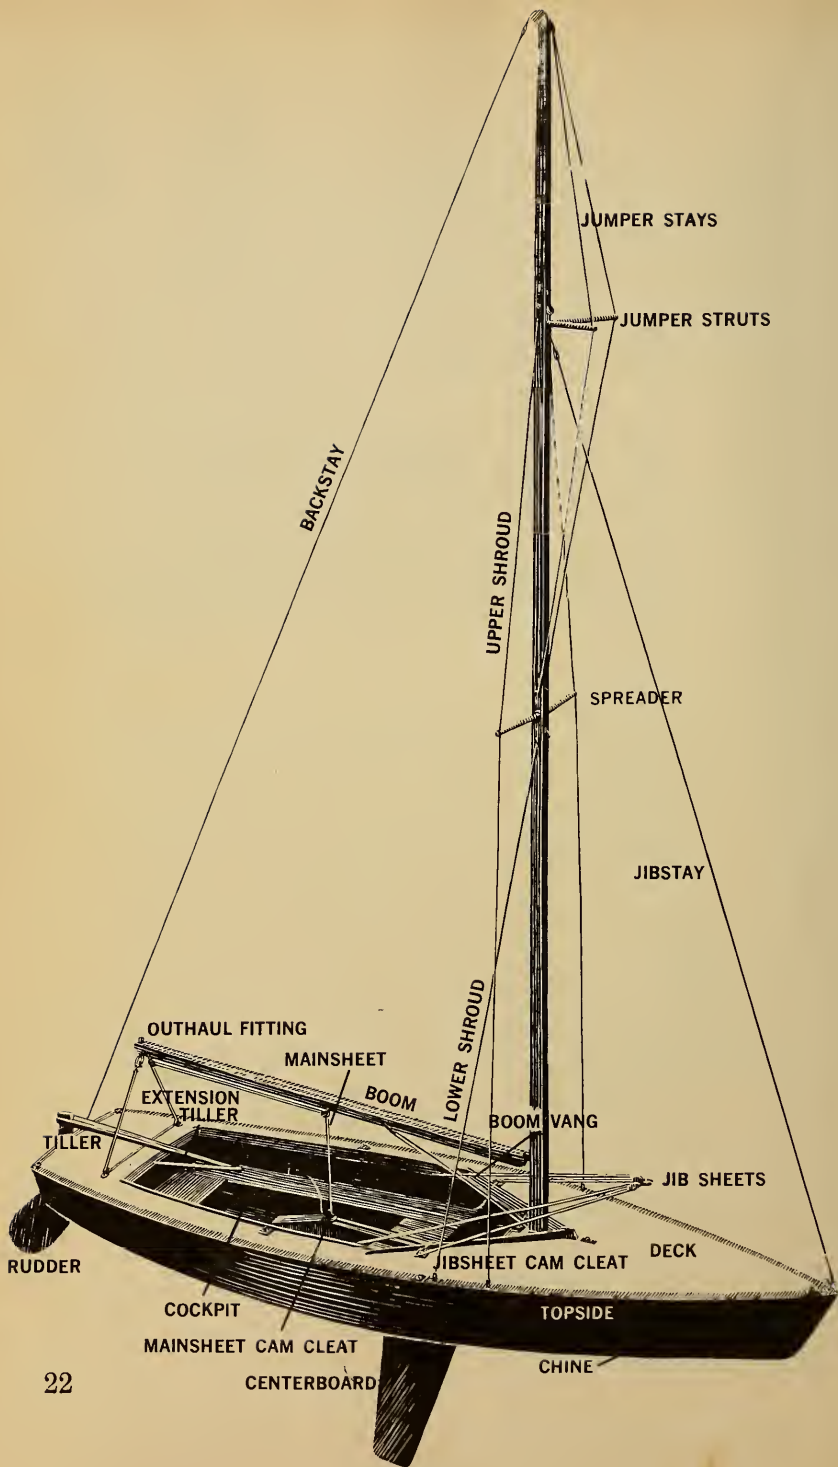 JUMPER STAYS
JUMPER STRUTS
BACKSTAY
UPPER SHROUD
SPREADER
JIBSTAY
LOWER SHROUD
OUTHAUL FITTING
MAINSHEET
BOOM
EXTENSION
TILLER
BOOM VANG
TILLER
JIB SHEETS
JIBSHEET CAM CLEAT
DECK
RUDDER
COCKPIT
TOPSIDE
MAINSHEET CAM CLEAT
CHINE
CENTERBOARD
22